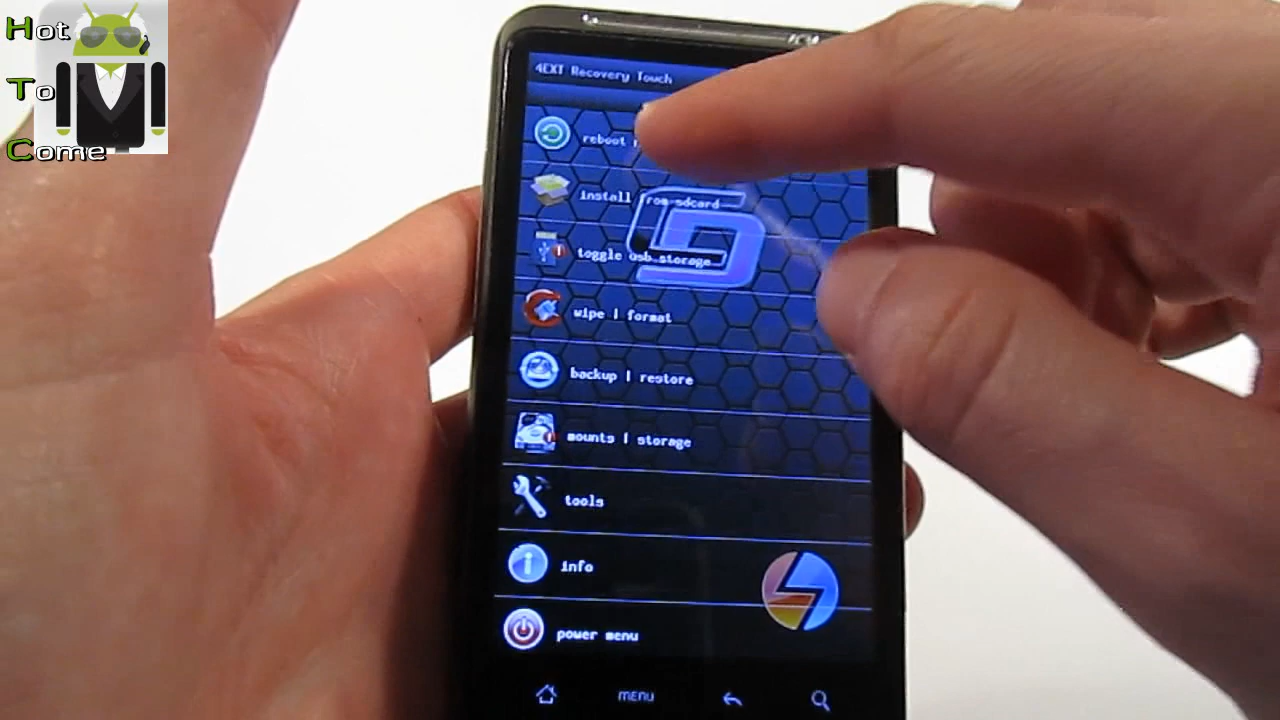 Hot
To
Come
4EXT Recovery Touch
reboot
install from sdcard
toggle usb storage
wipe | format
backup | restore
mounts | storage
tools
info
power menu
MENU